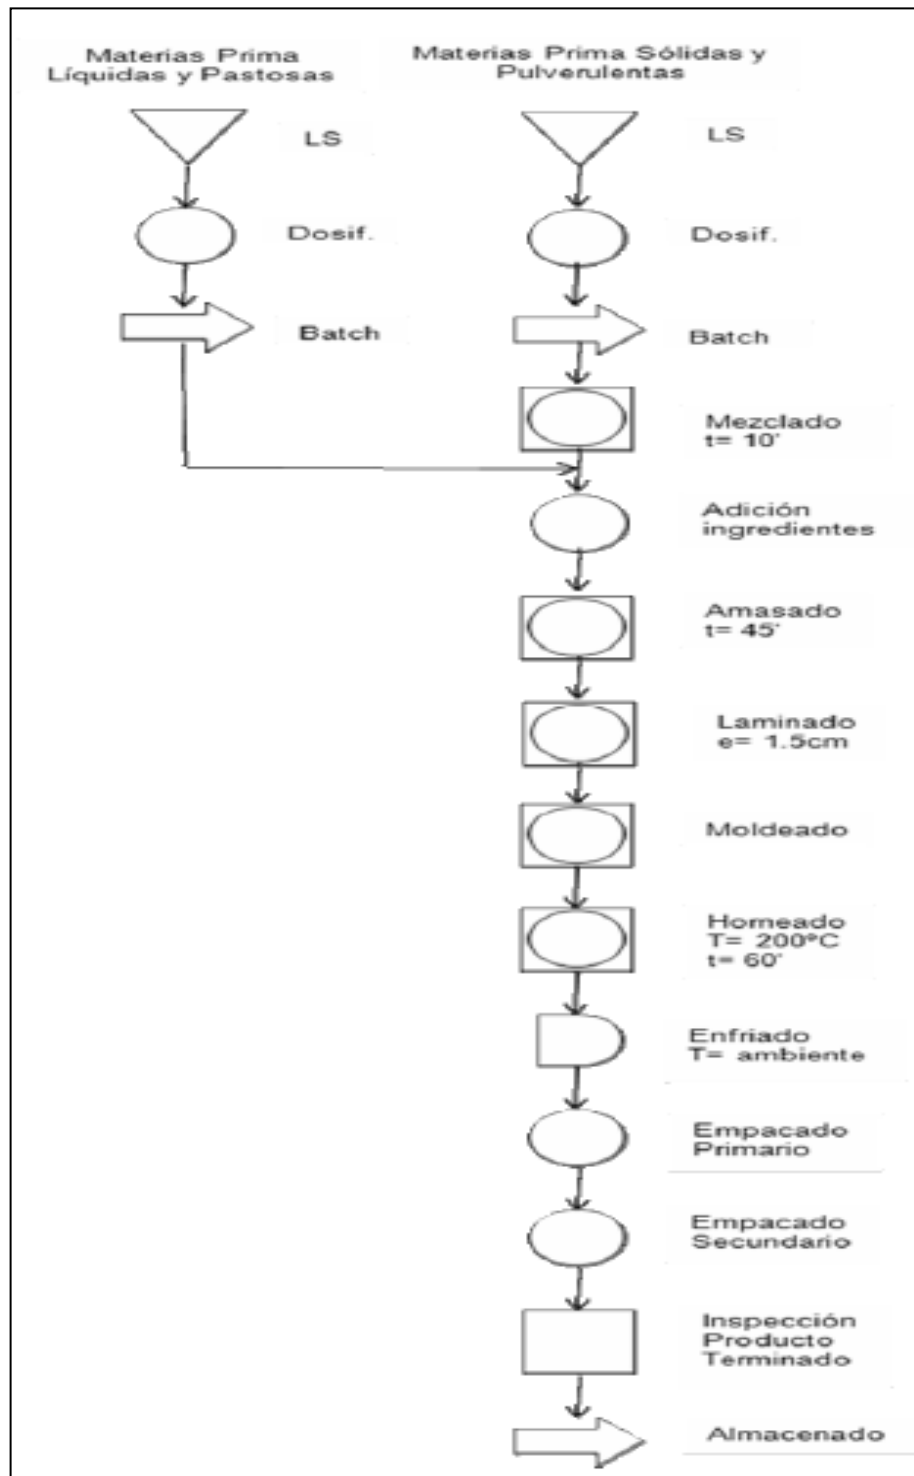 Materias Prima
Líquidas y Pastosas
Materias Prima Sólidas y
Pulverulentas
LS
LS
Dosif.
Dosif.
Batch
Batch
Mezclado
t= 10'
Adición
ingredientes
Amasado
t= 45'
Laminado
e= 1.5cm
Moldeado
Horneado
T= 200ºC
t= 60'
Enfriado
T= ambiente
Empacado
Primario
Empacado
Secundario
Inspección
Producto
Terminado
Almacenado